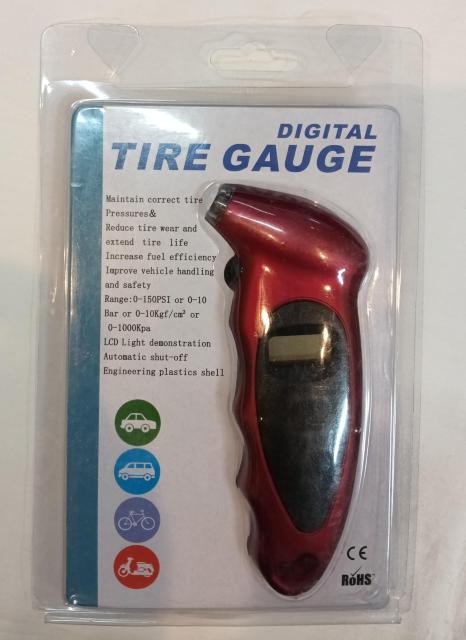 DIGITAL
TIRE GAUGE
Maintain correct tire
Pressures&
Reduce tire wear and
extend tire life
Increase fuel efficiency
Improve vehicle handling
and safety
Range:0-150PSI or 0-10
Bar or 0-10Kgf/cm³ or
0-1000Kpa
LCD Light demonstration
Automatic shut-off
Engineering plastics shell
CE
RoHS